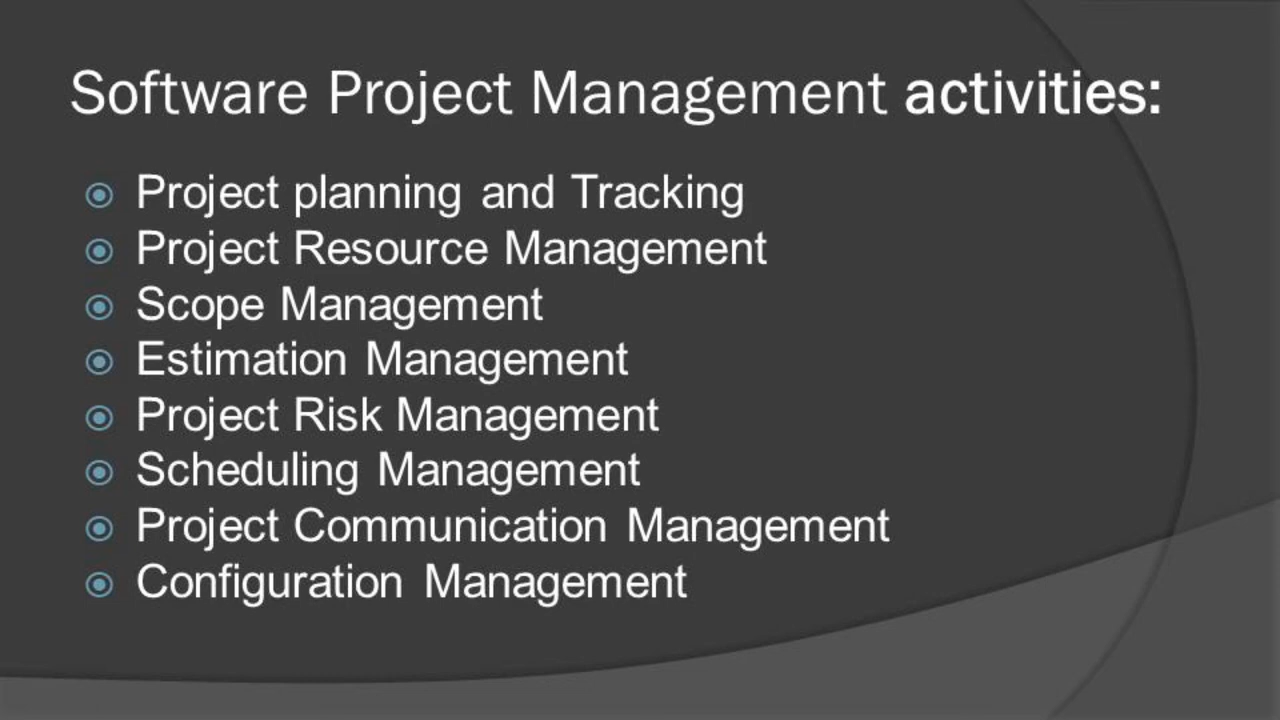 Software Project Management activities:
Project planning and Tracking
Project Resource Management
Scope Management
Estimation Management
Project Risk Management
Scheduling Management
Project Communication Management
Configuration Management